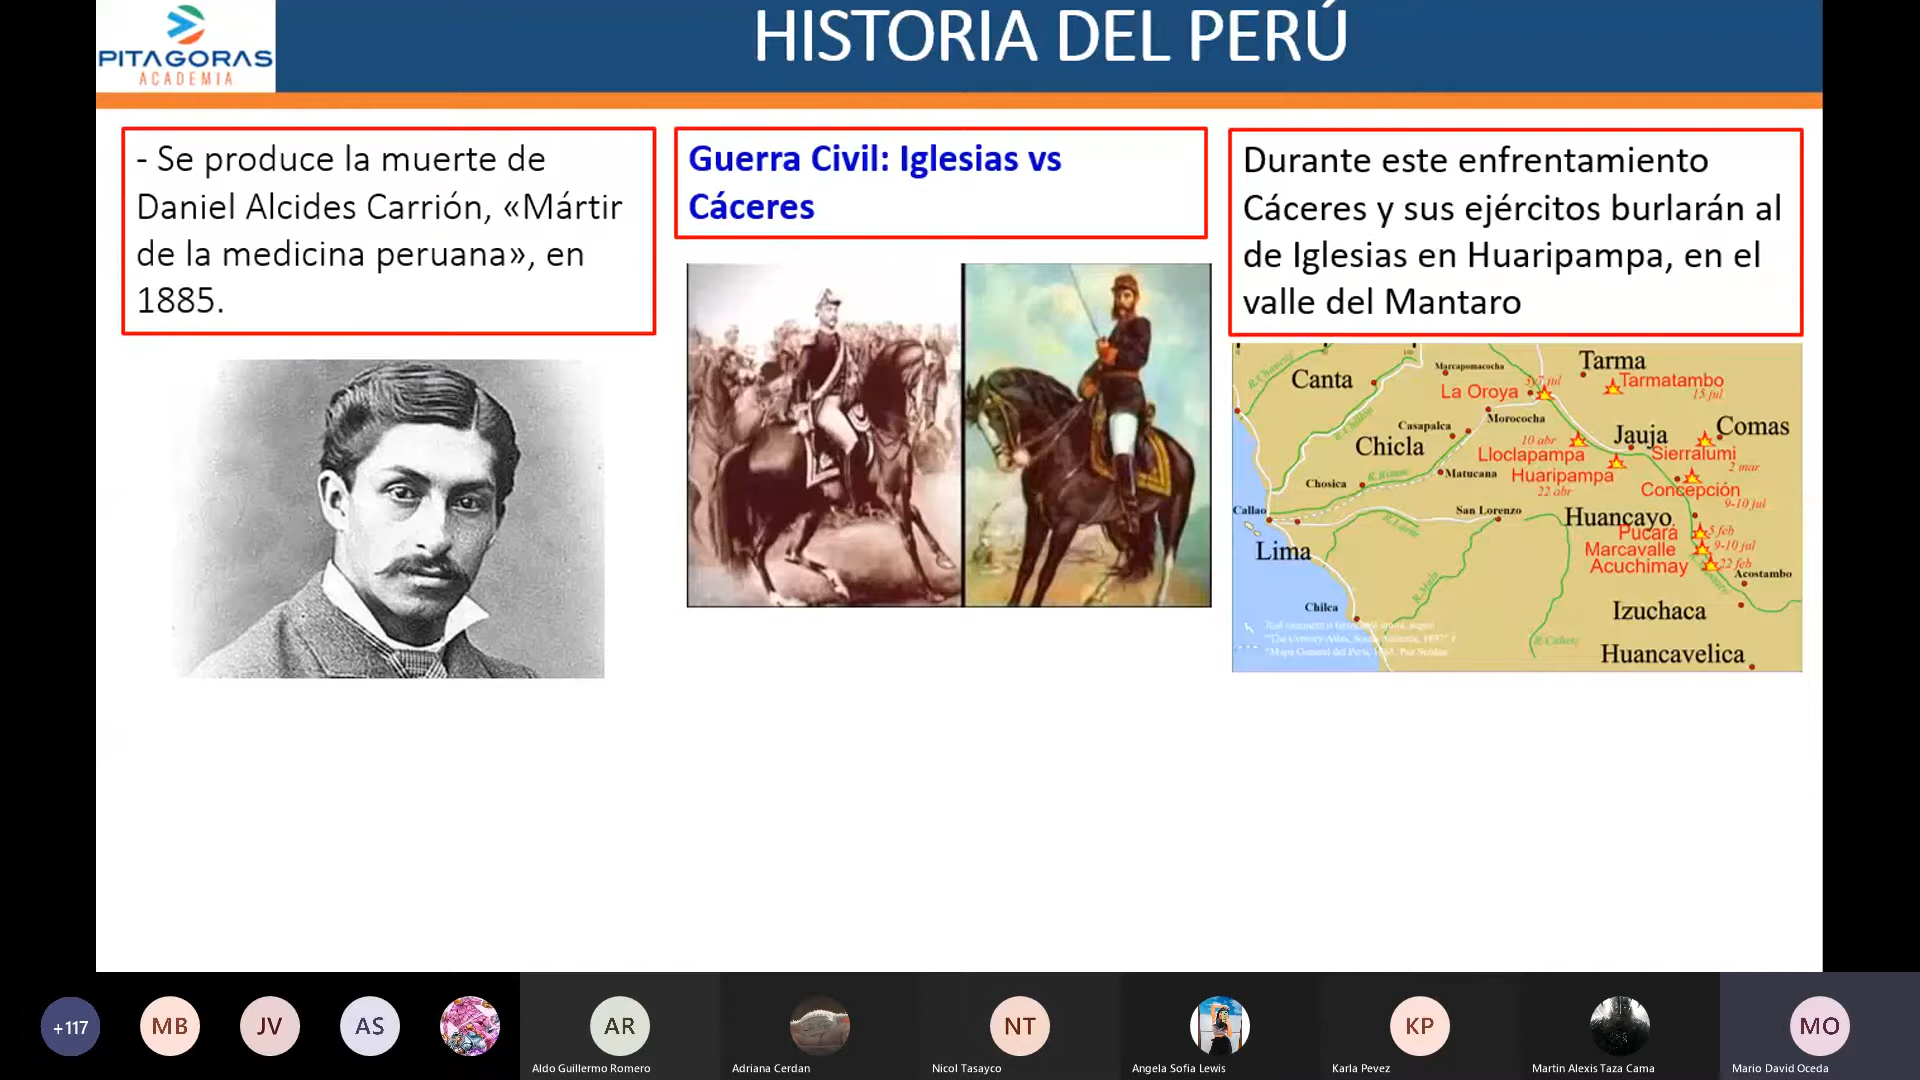 PITAGORAS
ACADEMIA
HISTORIA DEL PERÚ
- Se produce la muerte de
Daniel Alcides Carrión, «Mártir
de la medicina peruana», en
1885.
Guerra Civil: Iglesias vs
Cáceres
Durante este enfrentamiento
Cáceres y sus ejércitos burlarán al
de Iglesias en Huaripampa, en el
valle del Mantaro
R. Chancay
Canta
Marcapomacocha
Tarma
La Oroya
jul
Tarmatambo
15 jul
Morococha
Casapalca
Chicla
10 abr
Lloclapampa
Jauja
Comas
Sierralumi
2 mar
Matucana
R. Rímac
Chosica
Huaripampa
22 abr
Concepción
9-10 jul
Callao
San Lorenzo
Huancayo
Lima
Pucará
5 feb
Marcavalle
9-10 jul
Acuchimay
22 feb
Acostambo
Chilca
R. Mala
Izuchaca
R. Cañete
Huancavelica
+117
MB
JV
AS
AR
NT
KP
MO
Aldo Guillermo Romero
Adriana Cerdan
Nicol Tasayco
Angela Sofia Lewis
Karla Pevez
Martin Alexis Taza Cama
Mario David Oceda